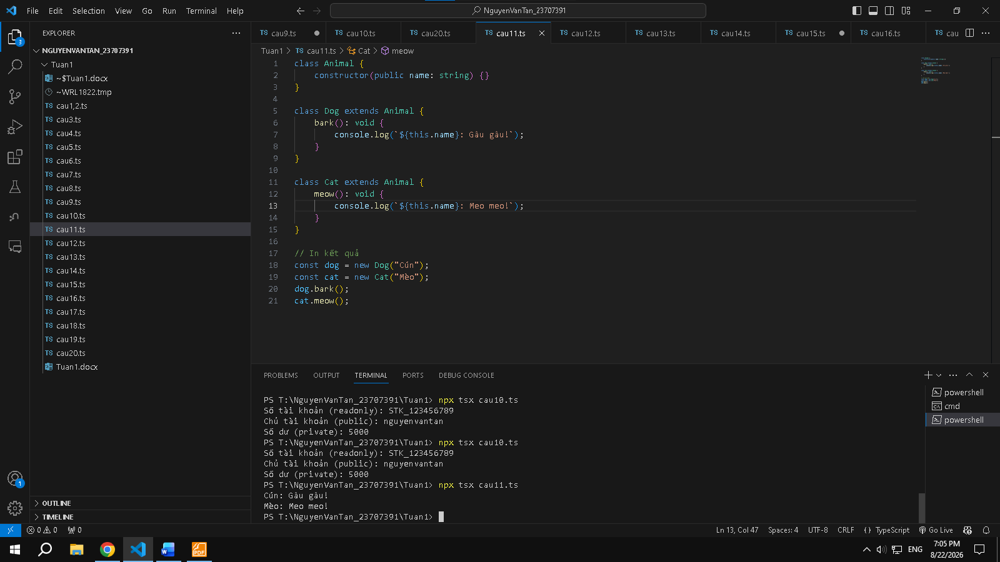 File Edit Selection View Go Run Terminal Help
NguyenVanTan_23707391
EXPLORER
NGUYENVANTAN_23707391
Tuan1
~$Tuan1.docx
~WRL1822.tmp
cau1,2.ts
cau3.ts
cau4.ts
cau5.ts
cau6.ts
cau7.ts
cau8.ts
cau9.ts
cau10.ts
cau11.ts
cau12.ts
cau13.ts
cau14.ts
cau15.ts
cau16.ts
cau17.ts
cau18.ts
cau19.ts
cau20.ts
Tuan1.docx
OUTLINE
TIMELINE
3
1
TS cau9.ts TS cau10.ts TS cau20.ts TS cau11.ts TS cau12.ts TS cau13.ts TS cau14.ts TS cau15.ts TS cau16.ts TS cau
Tuan1 > TS cau11.ts > Cat > meow
1 class Animal {
2 constructor(public name: string) {}
3 }
4
5 class Dog extends Animal {
6 bark(): void {
7 console.log(`${this.name}: Gâu gâu!`);
8 }
9 }
10
11 class Cat extends Animal {
12 meow(): void {
13 console.log(`${this.name}: Meo meo!`);
14 }
15 }
16
17 // In kết quả
18 const dog = new Dog("Cún");
19 const cat = new Cat("Mèo");
20 dog.bark();
21 cat.meow();
PROBLEMS OUTPUT TERMINAL PORTS DEBUG CONSOLE
PS T:\NguyenVanTan_23707391\Tuan1> npx tsx cau10.ts
Số tài khoản (readonly): STK_123456789
Chủ tài khoản (public): nguyenvantan
Số dư (private): 5000
PS T:\NguyenVanTan_23707391\Tuan1> npx tsx cau10.ts
Số tài khoản (readonly): STK_123456789
Chủ tài khoản (public): nguyenvantan
Số dư (private): 5000
PS T:\NguyenVanTan_23707391\Tuan1> npx tsx cau11.ts
Cún: Gâu gâu!
Mèo: Meo meo!
PS T:\NguyenVanTan_23707391\Tuan1>
powershell
cmd
powershell
0 0 0 Ln 13, Col 47 Spaces: 4 UTF-8 CRLF {} TypeScript Go Live
ENG
7:05 PM
8/22/2026